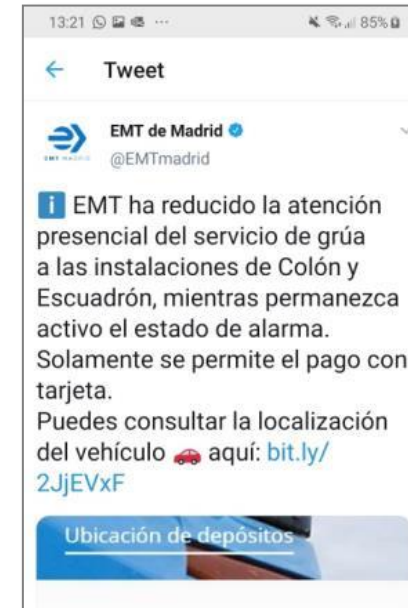 13:21 ... 85%
← Tweet
EMT de Madrid
@EMTmadrid
ℹ️ EMT ha reducido la atención
presencial del servicio de grúa
a las instalaciones de Colón y
Escuadrón, mientras permanezca
activo el estado de alarma.
Solamente se permite el pago con
tarjeta.
Puedes consultar la localización
del vehículo 🚗 aquí: bit.ly/
2JjEVxF
Ubicación de depósitos